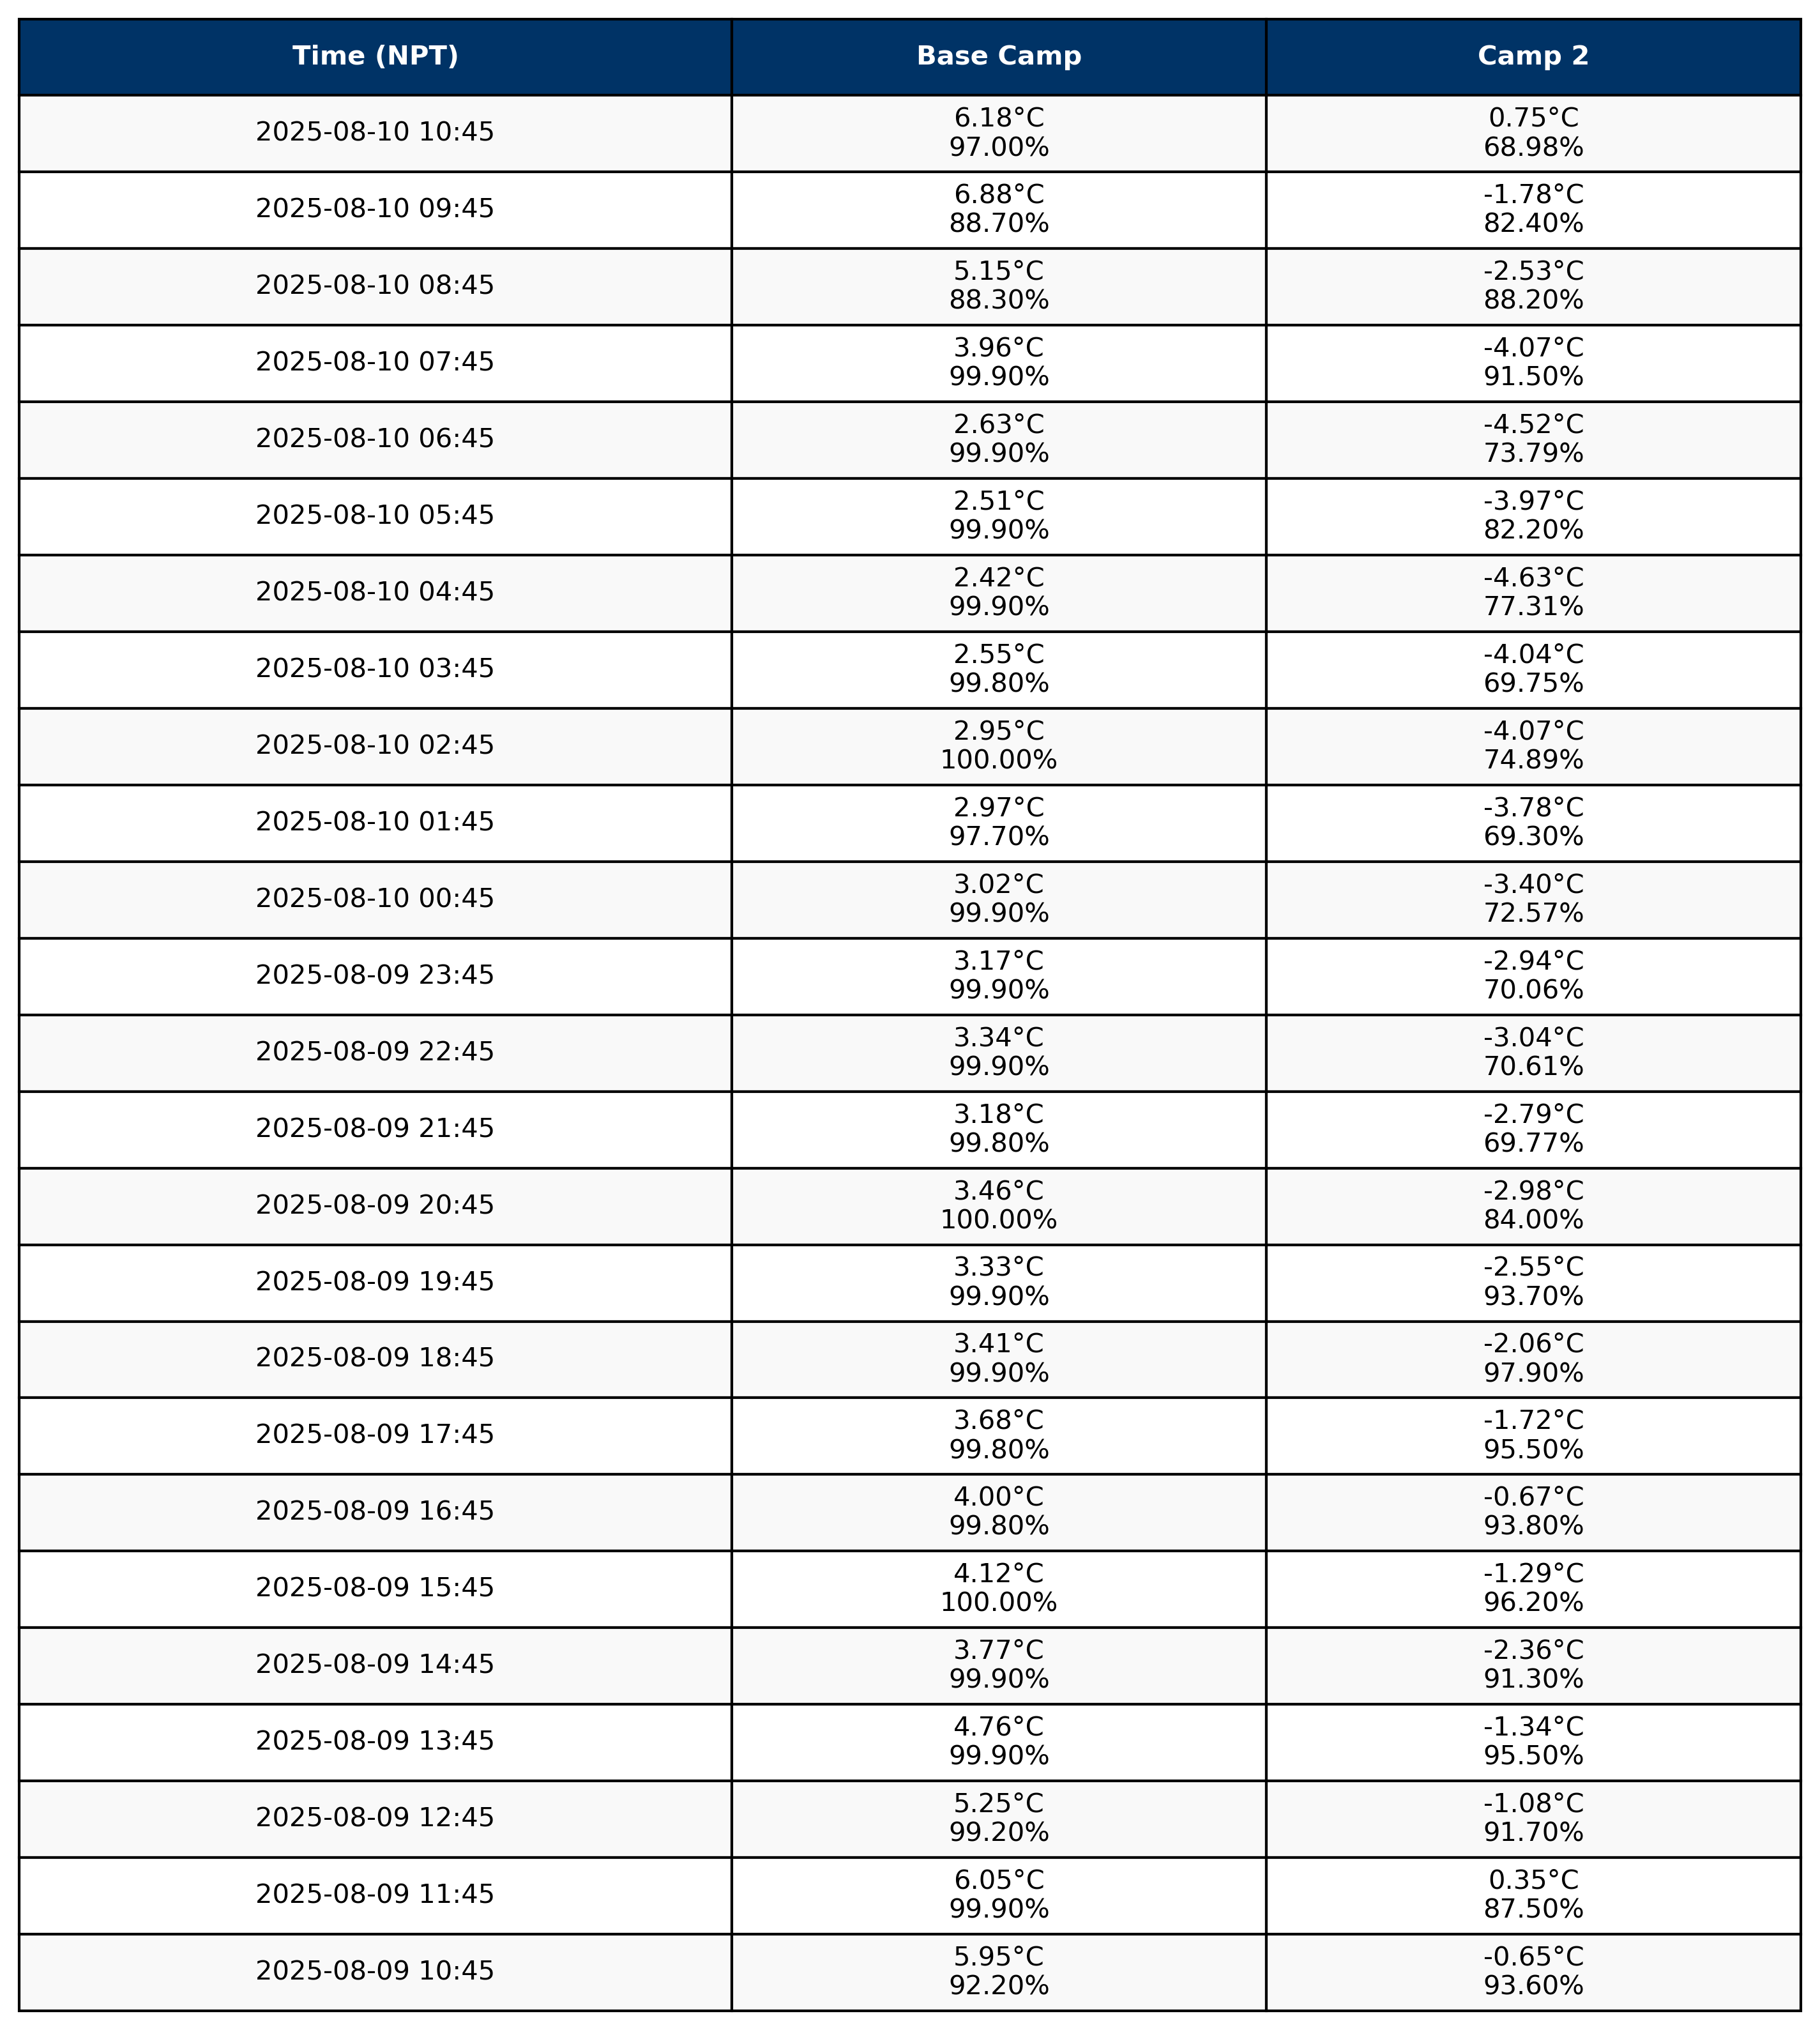 Time (NPT) Base Camp Camp 2
2025-08-10 10:45
6.18°C
97.00%
0.75°C
68.98%
2025-08-10 09:45
6.88°C
88.70%
-1.78°C
82.40%
2025-08-10 08:45
5.15°C
88.30%
-2.53°C
88.20%
2025-08-10 07:45
3.96°C
99.90%
-4.07°C
91.50%
2025-08-10 06:45
2.63°C
99.90%
-4.52°C
73.79%
2025-08-10 05:45
2.51°C
99.90%
-3.97°C
82.20%
2025-08-10 04:45
2.42°C
99.90%
-4.63°C
77.31%
2025-08-10 03:45
2.55°C
99.80%
-4.04°C
69.75%
2025-08-10 02:45
2.95°C
100.00%
-4.07°C
74.89%
2025-08-10 01:45
2.97°C
97.70%
-3.78°C
69.30%
2025-08-10 00:45
3.02°C
99.90%
-3.40°C
72.57%
2025-08-09 23:45
3.17°C
99.90%
-2.94°C
70.06%
2025-08-09 22:45
3.34°C
99.90%
-3.04°C
70.61%
2025-08-09 21:45
3.18°C
99.80%
-2.79°C
69.77%
2025-08-09 20:45
3.46°C
100.00%
-2.98°C
84.00%
2025-08-09 19:45
3.33°C
99.90%
-2.55°C
93.70%
2025-08-09 18:45
3.41°C
99.90%
-2.06°C
97.90%
2025-08-09 17:45
3.68°C
99.80%
-1.72°C
95.50%
2025-08-09 16:45
4.00°C
99.80%
-0.67°C
93.80%
2025-08-09 15:45
4.12°C
100.00%
-1.29°C
96.20%
2025-08-09 14:45
3.77°C
99.90%
-2.36°C
91.30%
2025-08-09 13:45
4.76°C
99.90%
-1.34°C
95.50%
2025-08-09 12:45
5.25°C
99.20%
-1.08°C
91.70%
2025-08-09 11:45
6.05°C
99.90%
0.35°C
87.50%
2025-08-09 10:45
5.95°C
92.20%
-0.65°C
93.60%